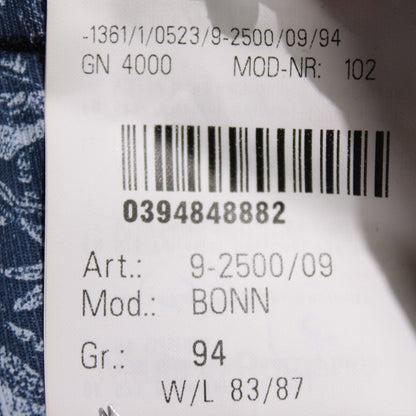 -1361/1/0523/9-2500/09/94
GN 4000 MOD-NR: 102
0394848882
Art.: 9-2500/09
Mod.: BONN
Gr.: 94
W/L 83/87